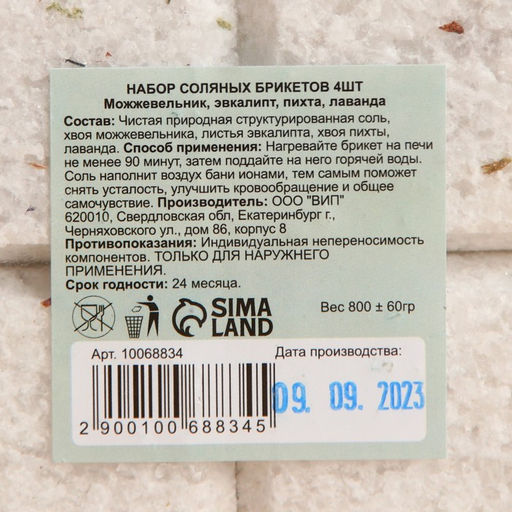 НАБОР СОЛЯНЫХ БРИКЕТОВ 4ШТ
Можжевельник, эвкалипт, пихта, лаванда
Состав: Чистая природная структурированная соль,
хвоя можжевельника, листья эвкалипта, хвоя пихты,
лаванда. Способ применения: Нагревайте брикет на печи
не менее 90 минут, затем поддайте на него горячей воды.
Соль наполнит воздух бани ионами, тем самым поможет
снять усталость, улучшить кровообращение и общее
самочувствие. Производитель: ООО "ВИП"
620010, Свердловская обл, Екатеринбург г.,
Черняховского ул., дом 86, корпус 8
Противопоказания: Индивидуальная непереносимость
компонентов. ТОЛЬКО ДЛЯ НАРУЖНЕГО
ПРИМЕНЕНИЯ.
Срок годности: 24 месяца.
SIMA
LAND
Вес 800 ± 60гр
Арт. 10068834
Дата производства:
09. 09. 2023
2 900100 688345